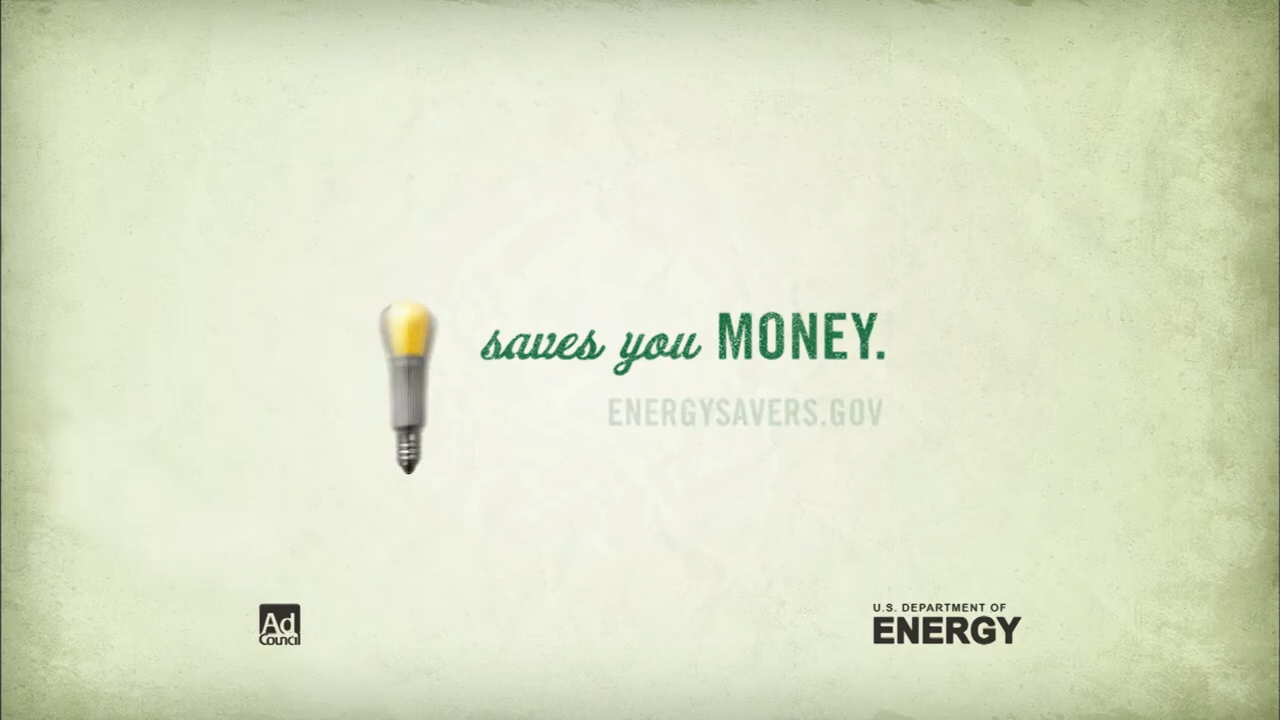 saves you MONEY.
ENERGYSAVERS.GOV
Ad
Council
U.S. DEPARTMENT OF
ENERGY